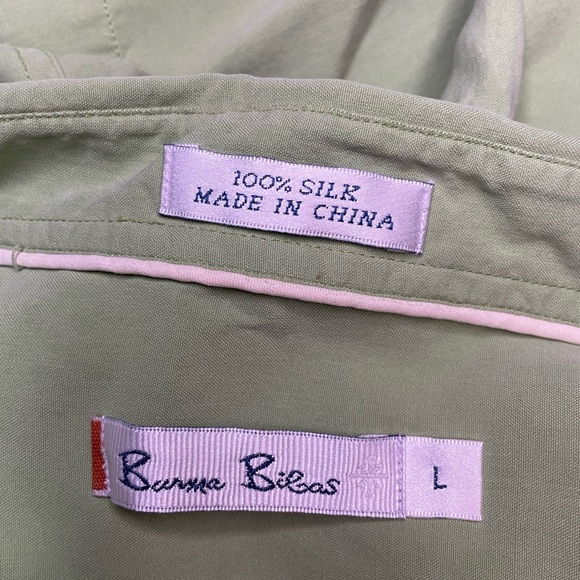 100% SILK
MADE IN CHINA
Burma Bibas
L